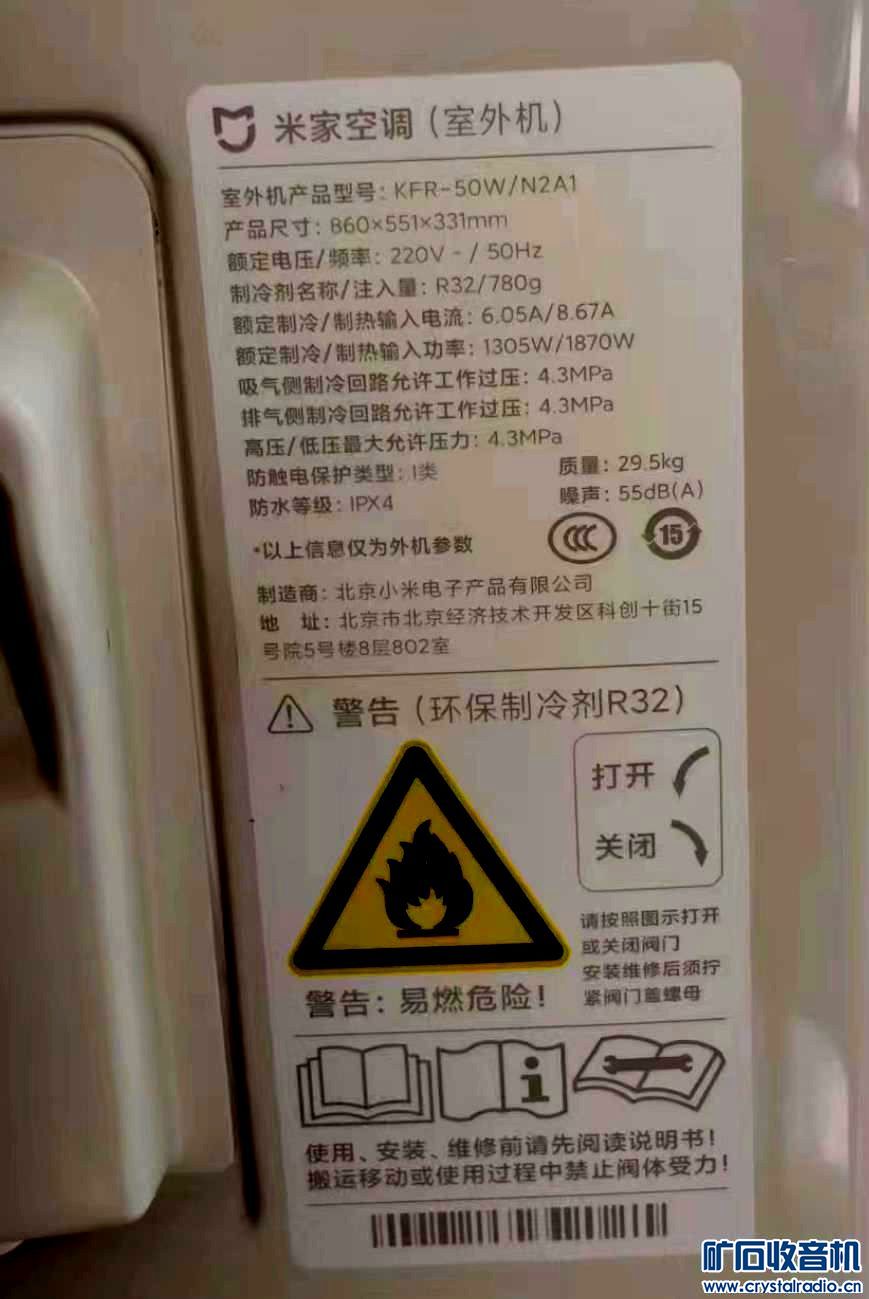 米家空调（室外机）
室外机产品型号: KFR-50W/N2A1
产品尺寸: 860×551×331mm
额定电压/频率: 220V ~ / 50Hz
制冷剂名称/注入量: R32/780g
额定制冷/制热输入电流: 6.05A/8.67A
额定制冷/制热输入功率: 1305W/1870W
吸气侧制冷回路允许工作过压: 4.3MPa
排气侧制冷回路允许工作过压: 4.3MPa
高压/低压最大允许压力: 4.3MPa
防触电保护类型: I类
质量: 29.5kg
防水等级: IPX4
噪声: 55dB(A)
*以上信息仅为外机参数
CCC
15
制造商: 北京小米电子产品有限公司
地 址: 北京市北京经济技术开发区科创十街15
号院5号楼8层802室
警告（环保制冷剂R32）
打开
关闭
请按照图示打开
或关闭阀门
安装维修后须拧
紧阀门盖螺母
警告: 易燃危险!
使用、安装、维修前请先阅读说明书!
搬运移动或使用过程中禁止阀体受力!
矿石收音机
www.crystalradio.cn